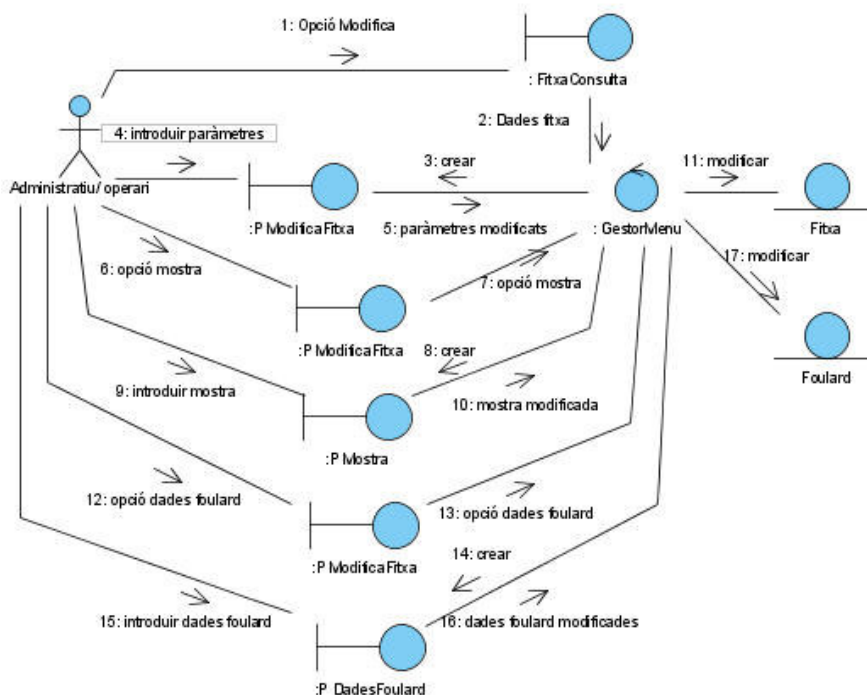 1: Opció Modifica
: FitxaConsulta
2: Dades fitxa
4: introduir paràmetres
3: crear
11: modificar
Administratiu/ operari
:P ModificaFitxa
5: paràmetres modificats
: GestorMenu
Fitxa
17: modificar
6: opció mostra
7: opció mostra
:P ModificaFitxa
8: crear
Foulard
9: introduir mostra
10: mostra modificada
:P Mostra
12: opció dades foulard
13: opció dades foulard
:P ModificaFitxa
14: crear
15: introduir dades foulard
16: dades foulard modificades
:P_DadesFoulard